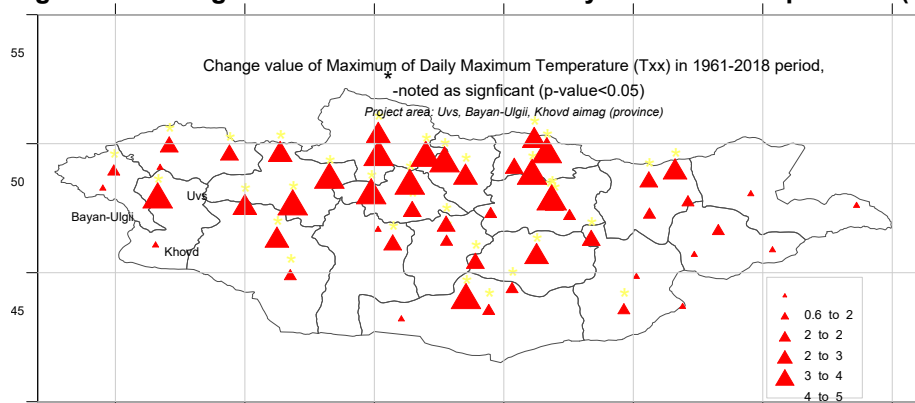 55
Change value of Maximum of Daily Maximum Temperature (Txx) in 1961-2018 period,
* -noted as signficant (p-value<0.05)
Project area: Uvs, Bayan-Ulgii, Khovd aimag (province)
50
Uvs
Bayan-Ulgii
Khovd
45
0.6 to 2
2 to 2
2 to 3
3 to 4
4 to 5